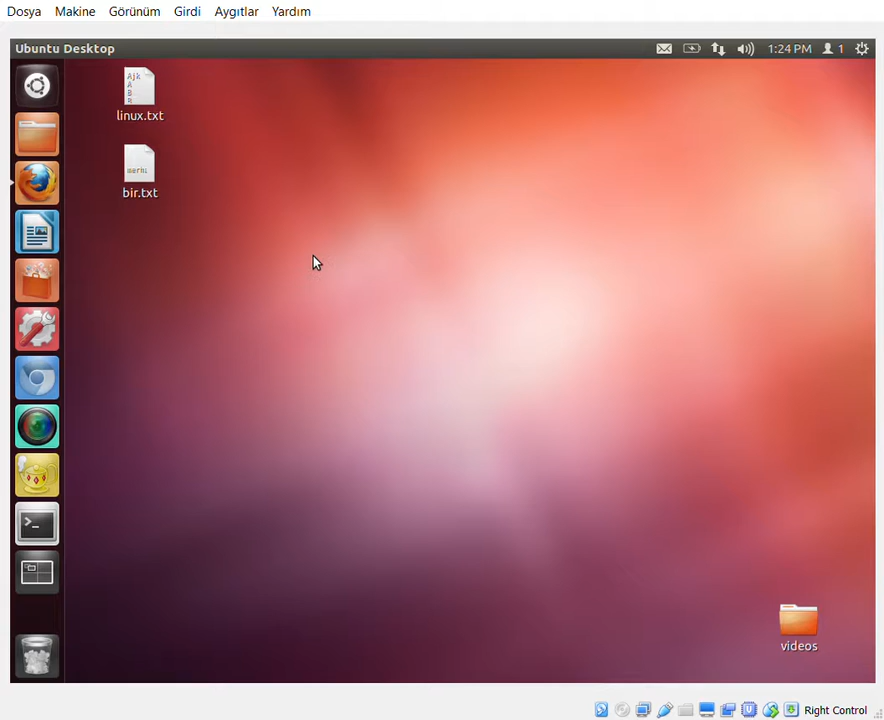 Dosya Makine Görünüm Girdi Aygıtlar Yardım
Ubuntu Desktop 1:24 PM 1
Ajk
A
B
linux.txt
bir.txt
>_
videos
Right Control